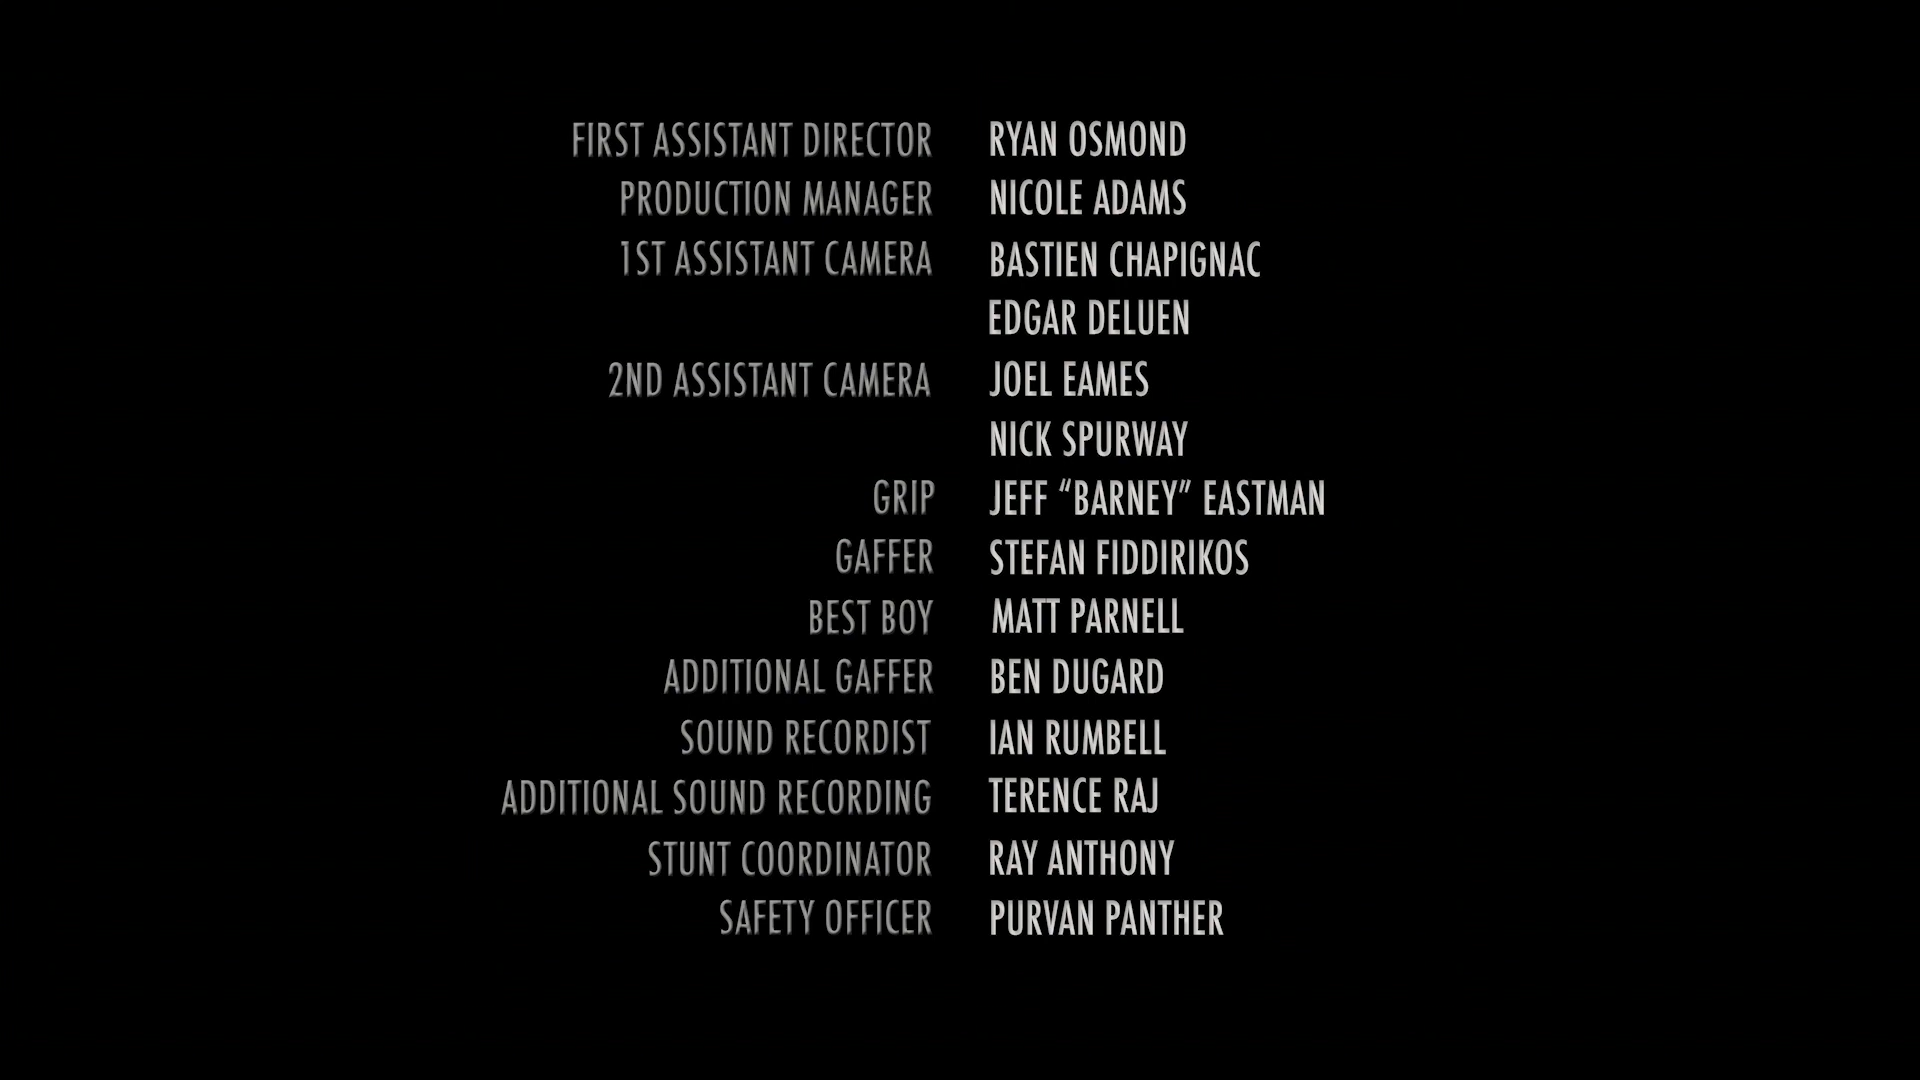 FIRST ASSISTANT DIRECTOR RYAN OSMOND
PRODUCTION MANAGER NICOLE ADAMS
1ST ASSISTANT CAMERA BASTIEN CHAPIGNAC
EDGAR DELUEN
2ND ASSISTANT CAMERA JOEL EAMES
NICK SPURWAY
GRIP JEFF “BARNEY” EASTMAN
GAFFER STEFAN FIDDIRIKOS
BEST BOY MATT PARNELL
ADDITIONAL GAFFER BEN DUGARD
SOUND RECORDIST IAN RUMBELL
ADDITIONAL SOUND RECORDING TERENCE RAJ
STUNT COORDINATOR RAY ANTHONY
SAFETY OFFICER PURVAN PANTHER